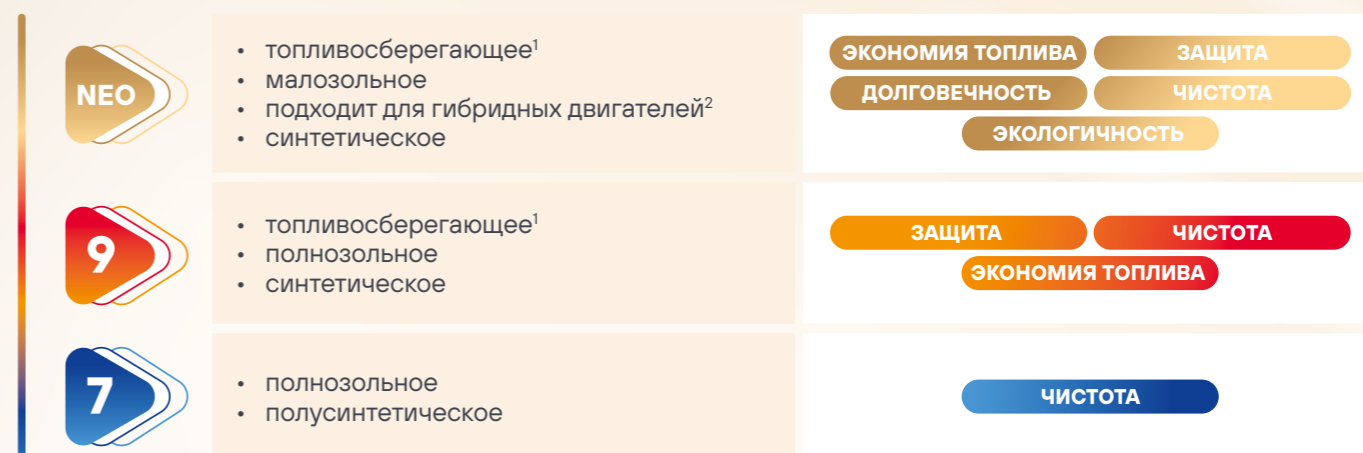 NEO
• топливосберегающее¹
• малозольное
• подходит для гибридных двигателей²
• синтетическое
ЭКОНОМИЯ ТОПЛИВА ЗАЩИТА
ДОЛГОВЕЧНОСТЬ ЧИСТОТА
ЭКОЛОГИЧНОСТЬ
9
• топливосберегающее¹
• полнозольное
• синтетическое
ЗАЩИТА ЧИСТОТА
ЭКОНОМИЯ ТОПЛИВА
7
• полнозольное
• полусинтетическое
ЧИСТОТА